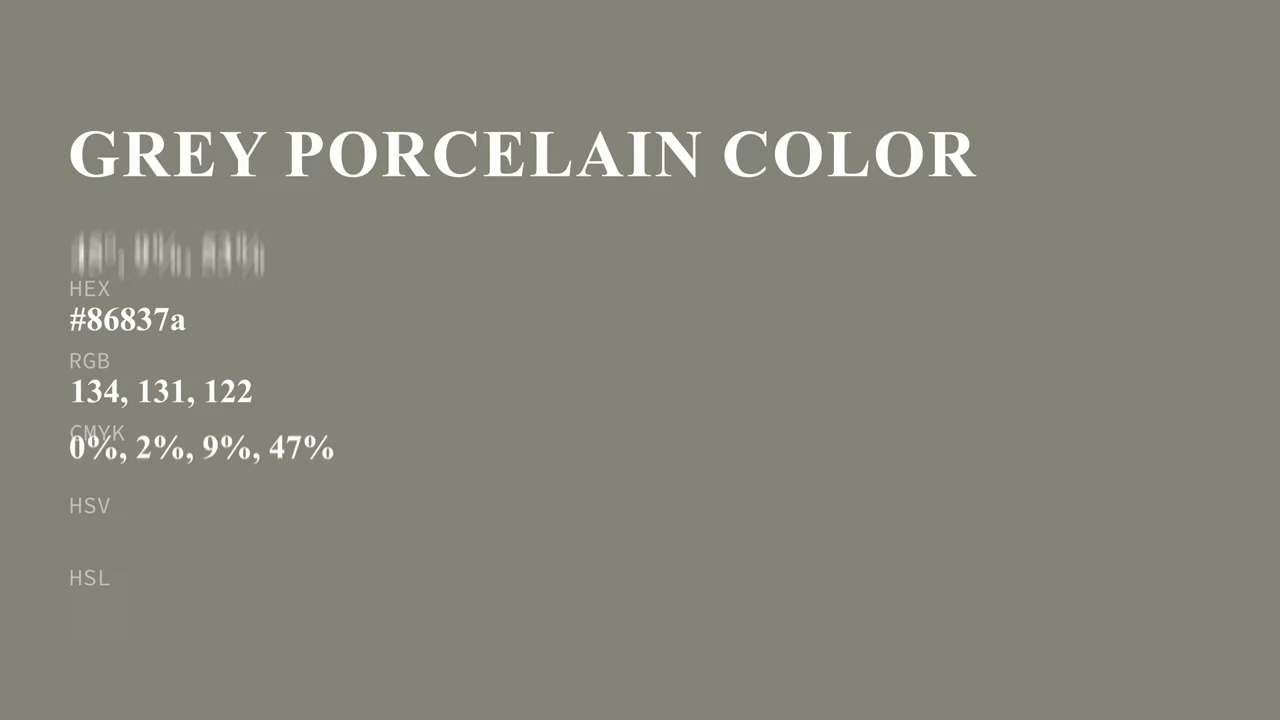 GREY PORCELAIN COLOR
HEX
#86837a
RGB
134, 131, 122
CMYK
0%, 2%, 9%, 47%
HSV
HSL